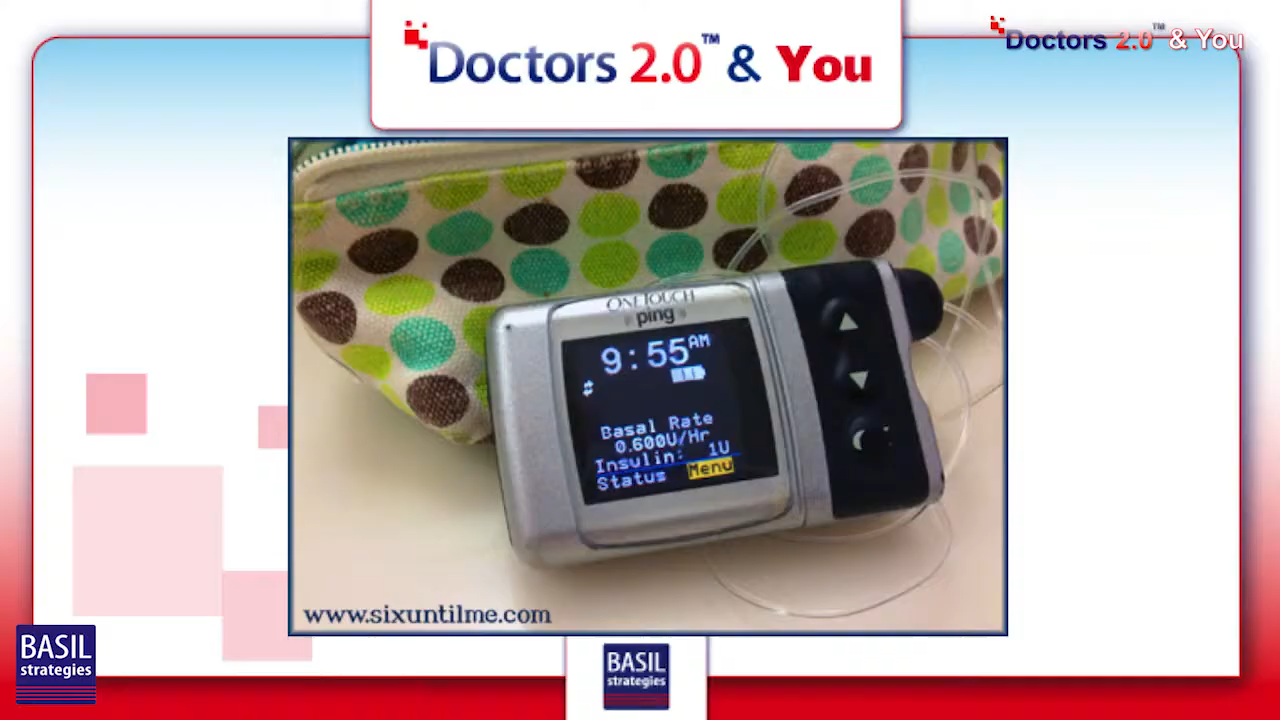 Doctors 2.0™ & You
Doctors 2.0™ & You
ONETOUCH
ping
9:55AM
Basal Rate
0.600U/Hr
Insulin: 1U
Status Menu
www.sixuntilme.com
BASIL
strategies
BASIL
strategies